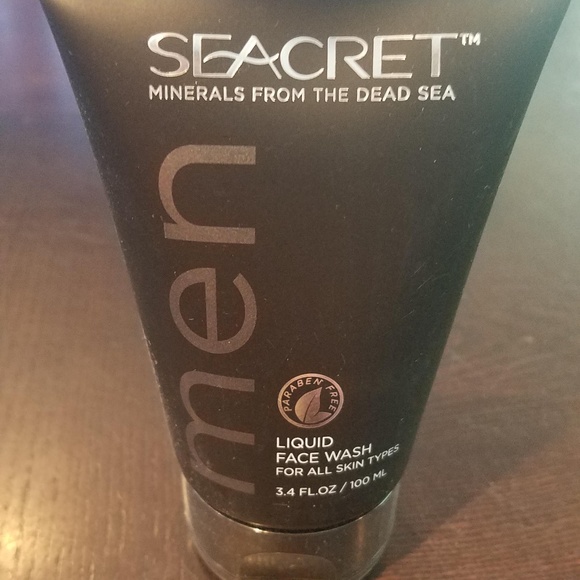 SEACRET™
MINERALS FROM THE DEAD SEA
men
PARABEN FREE
LIQUID
FACE WASH
FOR ALL SKIN TYPES
3.4 FL.OZ / 100 ML